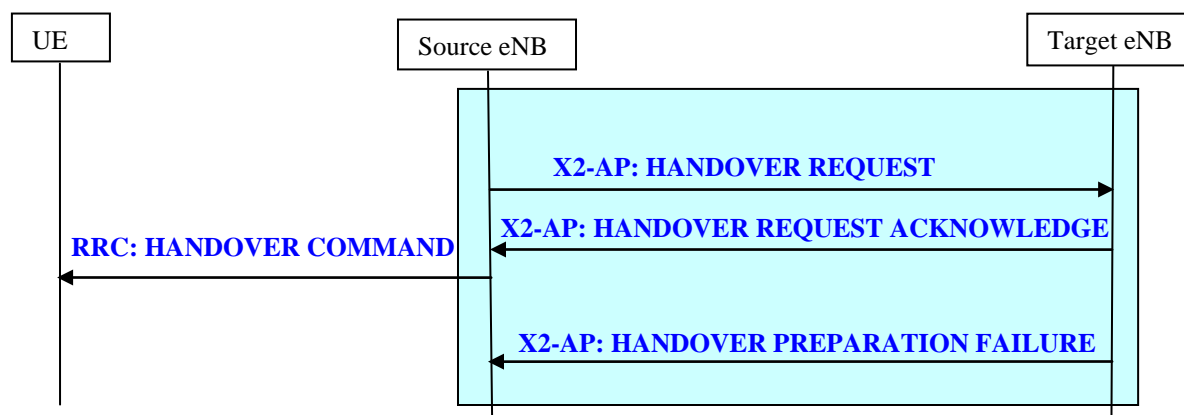 UE
Source eNB
Target eNB
X2-AP: HANDOVER REQUEST
X2-AP: HANDOVER REQUEST ACKNOWLEDGE
RRC: HANDOVER COMMAND
X2-AP: HANDOVER PREPARATION FAILURE